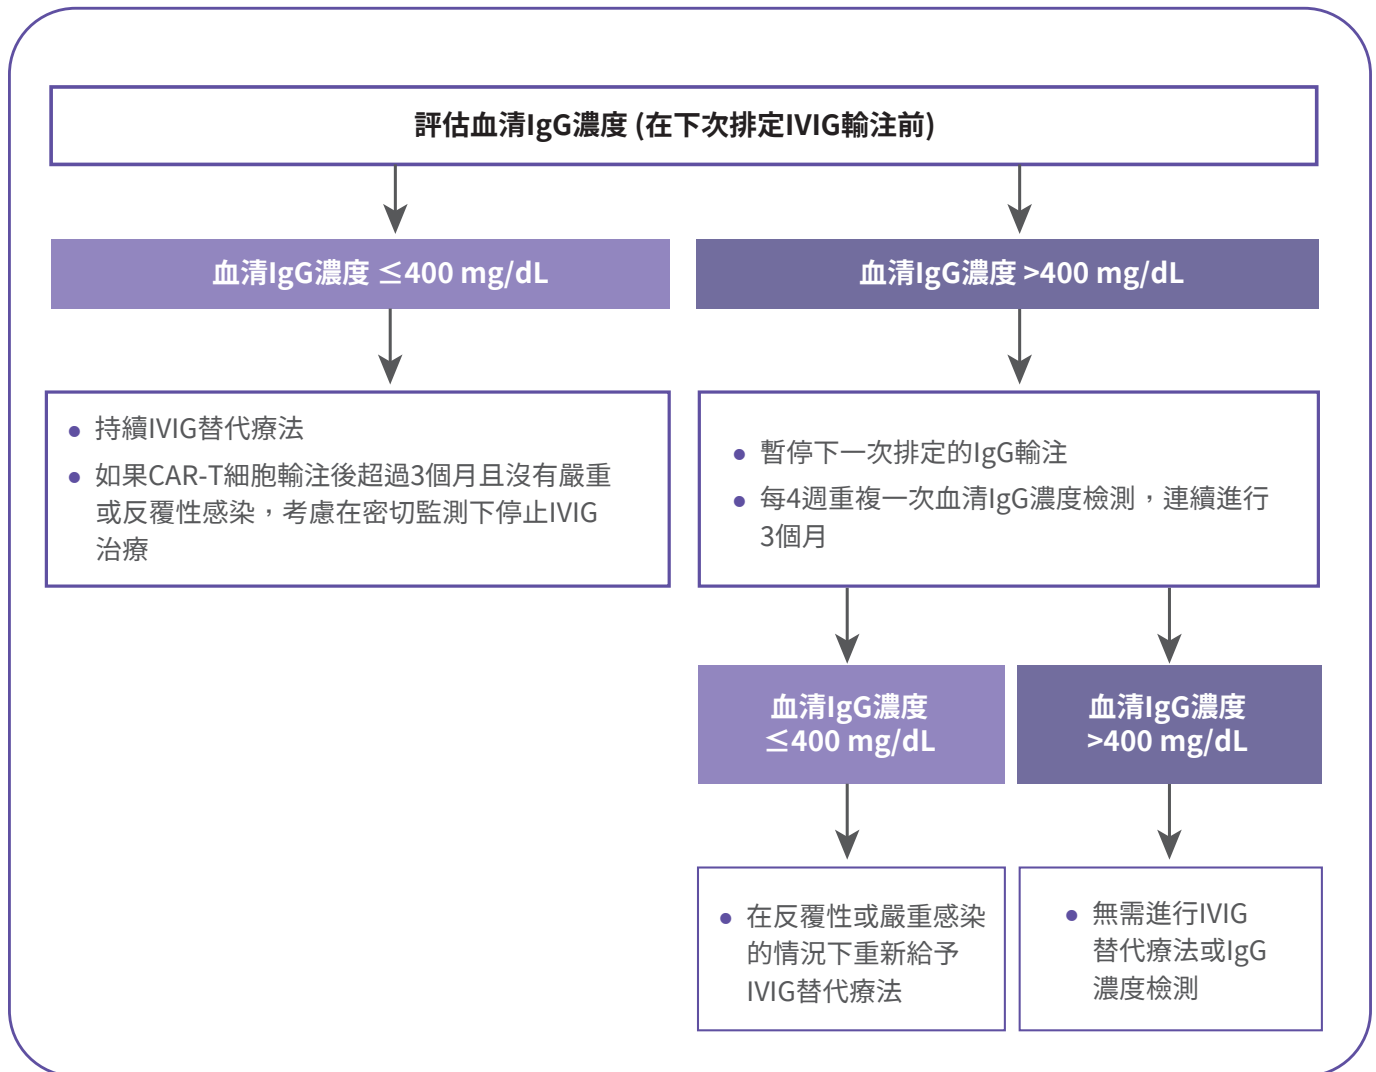 評估血清IgG濃度 (在下次排定IVIG輸注前)
血清IgG濃度 ≤400 mg/dL
血清IgG濃度 >400 mg/dL
● 持續IVIG替代療法
● 如果CAR-T細胞輸注後超過3個月且沒有嚴重
或反覆性感染，考慮在密切監測下停止IVIG
治療
● 暫停下一次排定的IgG輸注
● 每4週重複一次血清IgG濃度檢測，連續進行
3個月
血清IgG濃度
≤400 mg/dL
血清IgG濃度
>400 mg/dL
● 在反覆性或嚴重感染
的情況下重新給予
IVIG替代療法
● 無需進行IVIG
替代療法或IgG
濃度檢測